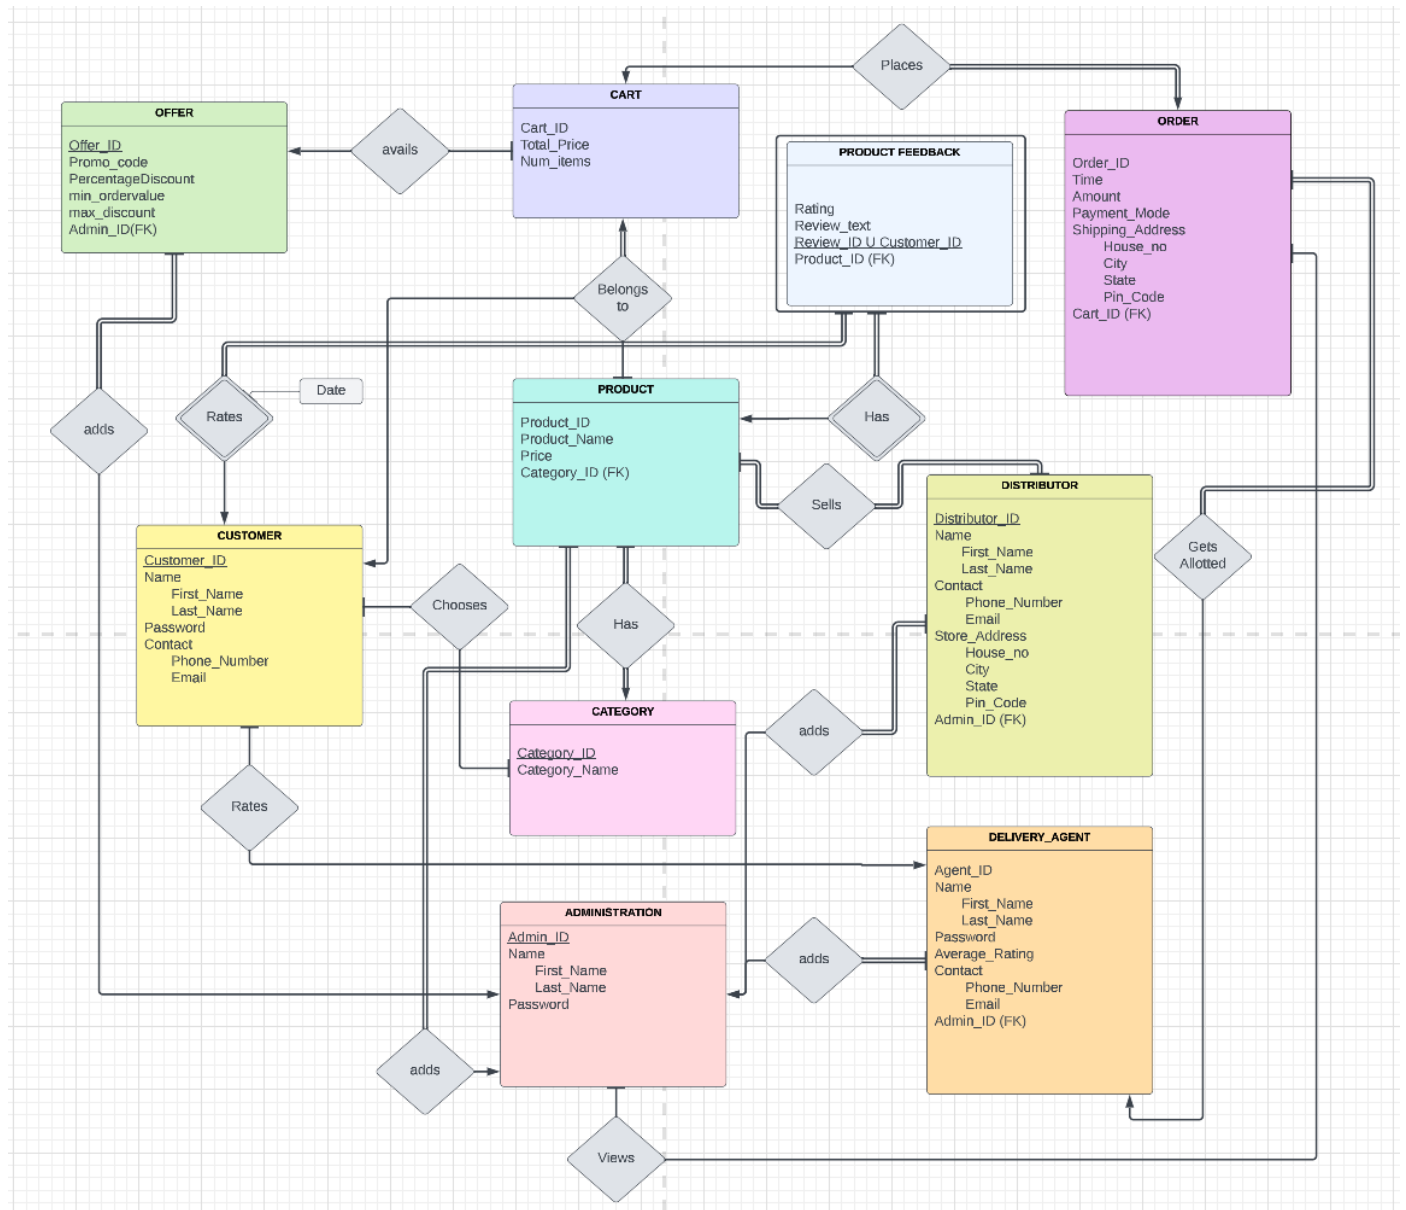 Places
CART
Cart_ID
Total_Price
Num_items
OFFER
Offer_ID
Promo_code
PercentageDiscount
min_ordervalue
max_discount
Admin_ID(FK)
avails
ORDER
Order_ID
Time
Amount
Payment_Mode
Shipping_Address
House_no
City
State
Pin_Code
Cart_ID (FK)
PRODUCT FEEDBACK
Rating
Review_text
Review_ID U Customer_ID
Product_ID (FK)
Belongs
to
Date
Rates
adds
PRODUCT
Product_ID
Product_Name
Price
Category_ID (FK)
Has
Sells
DISTRIBUTOR
Distributor_ID
Name
First_Name
Last_Name
Contact
Phone_Number
Email
Store_Address
House_no
City
State
Pin_Code
Admin_ID (FK)
Gets
Allotted
CUSTOMER
Customer_ID
Name
First_Name
Last_Name
Password
Contact
Phone_Number
Email
Chooses
Has
CATEGORY
Category_ID
Category_Name
adds
Rates
DELIVERY_AGENT
Agent_ID
Name
First_Name
Last_Name
Password
Average_Rating
Contact
Phone_Number
Email
Admin_ID (FK)
ADMINISTRATION
Admin_ID
Name
First_Name
Last_Name
Password
adds
adds
Views